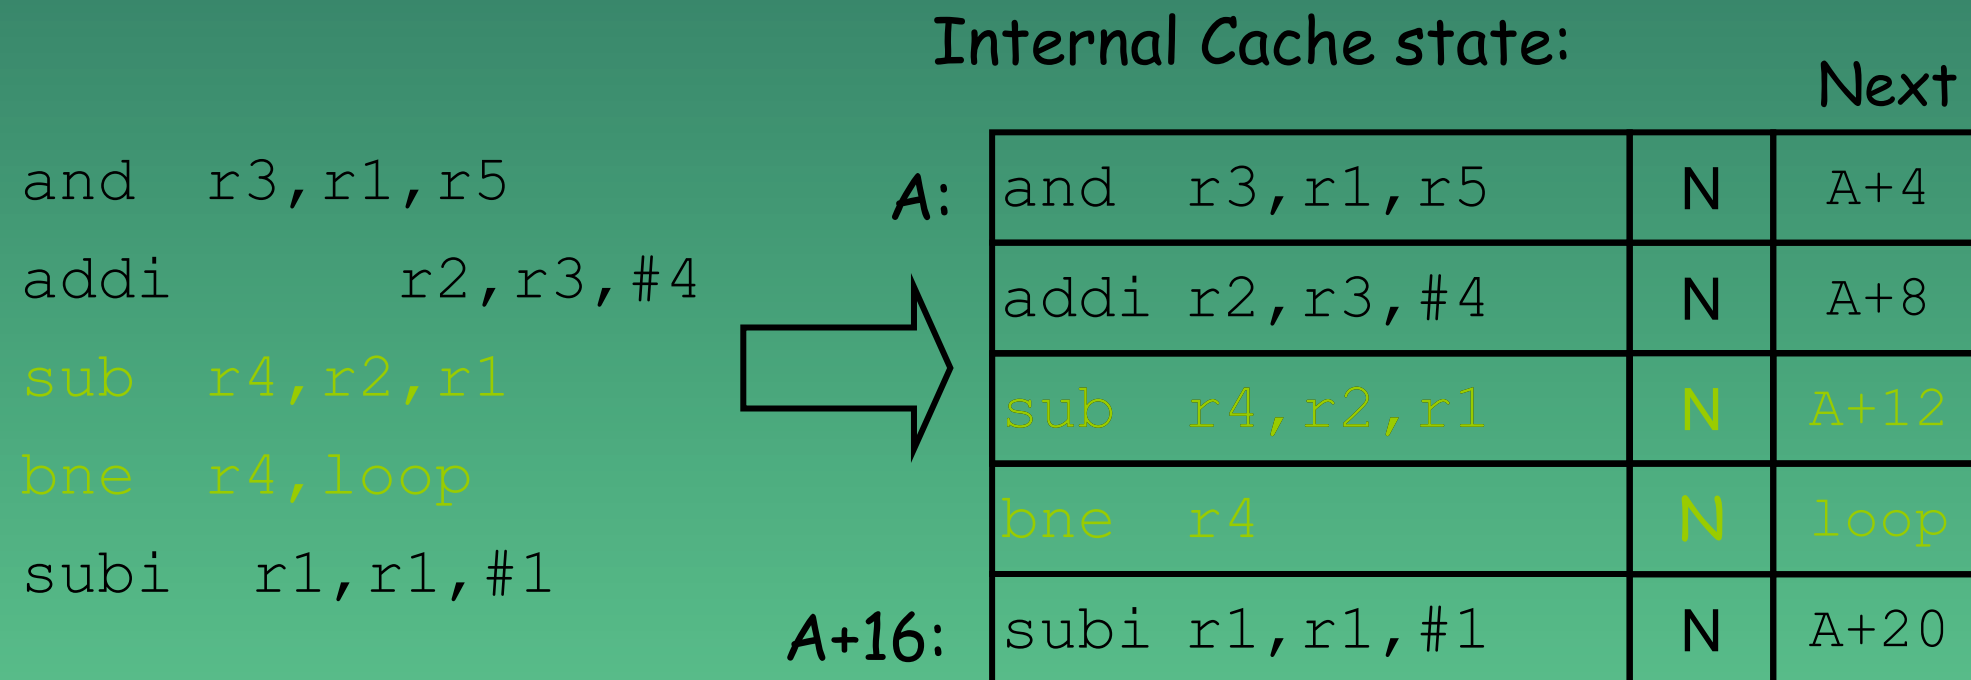 Internal Cache state:
Next
and r3,r1,r5
addi r2,r3,#4
sub r4,r2,r1
bne r4,loop
subi r1,r1,#1
A: and r3,r1,r5 N A+4
addi r2,r3,#4 N A+8
sub r4,r2,r1 N A+12
bne r4 N loop
A+16: subi r1,r1,#1 N A+20